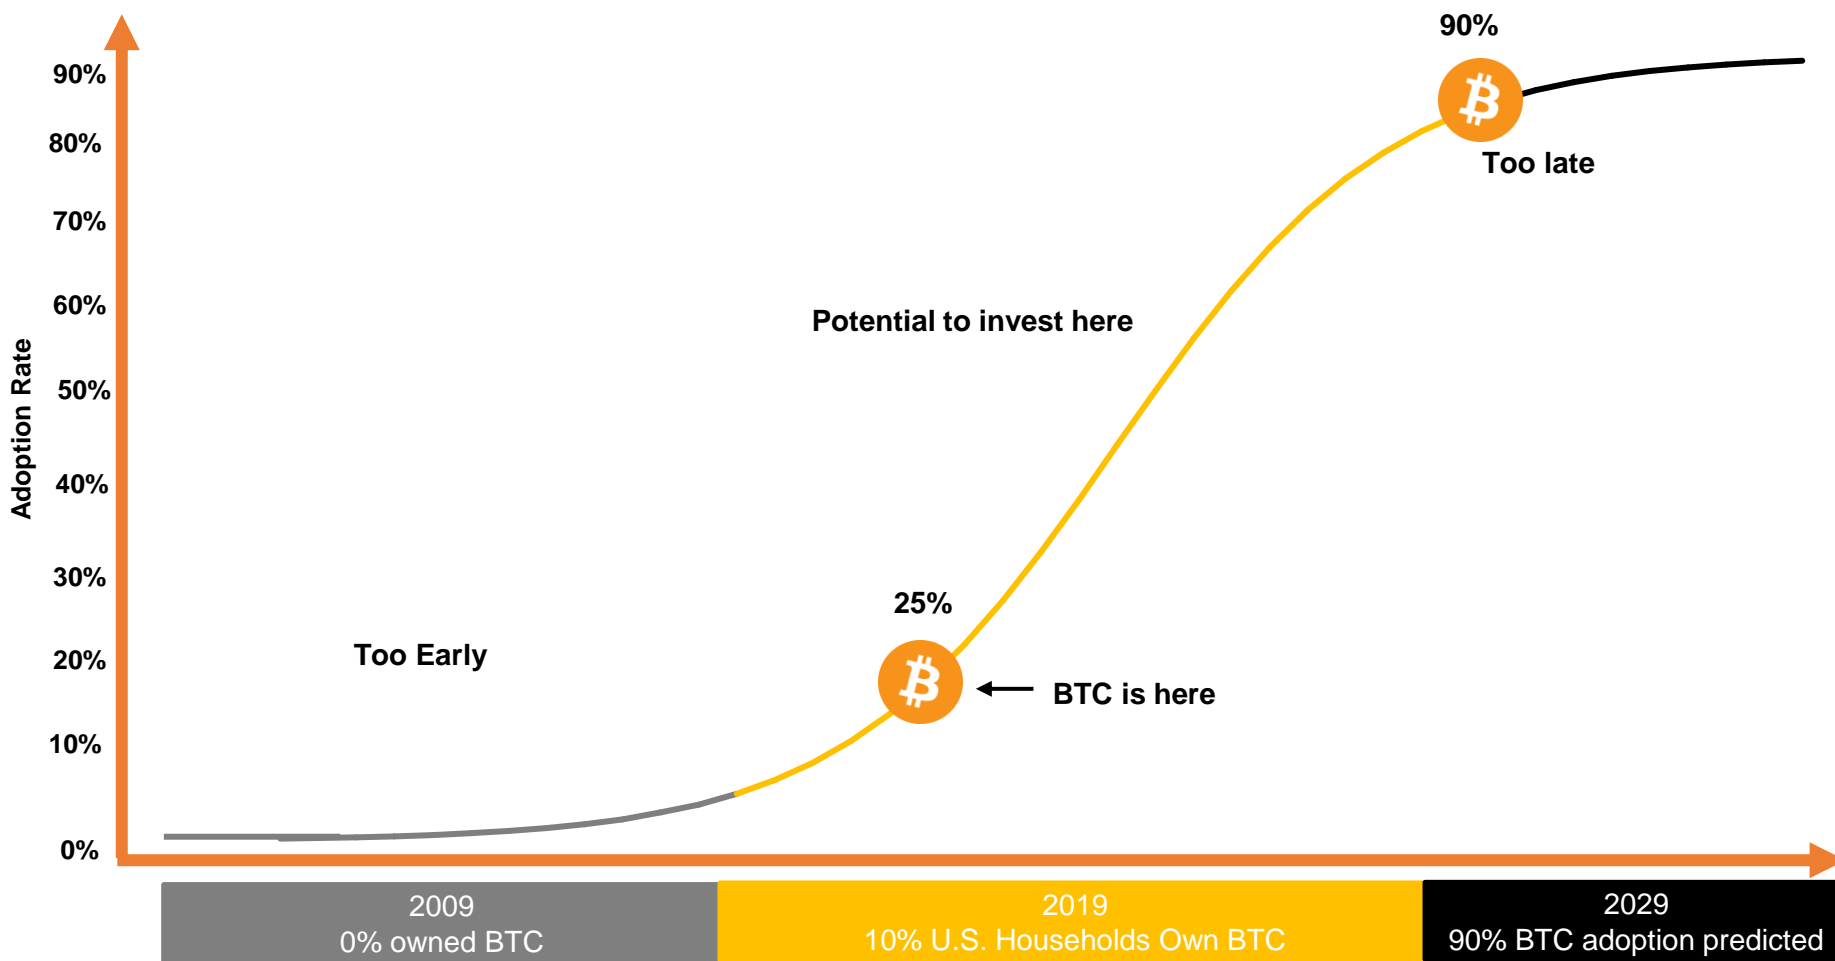 90%
90%
80%
Too late
70%
60%
Potential to invest here
Adoption Rate
50%
40%
30%
25%
Too Early
20%
BTC is here
10%
0%
2009
0% owned BTC
2019
10% U.S. Households Own BTC
2029
90% BTC adoption predicted